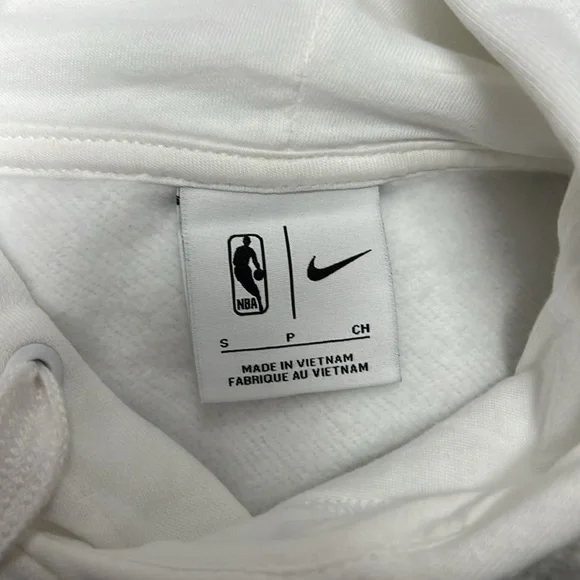 NBA
S P CH
MADE IN VIETNAM
FABRIQUE AU VIETNAM